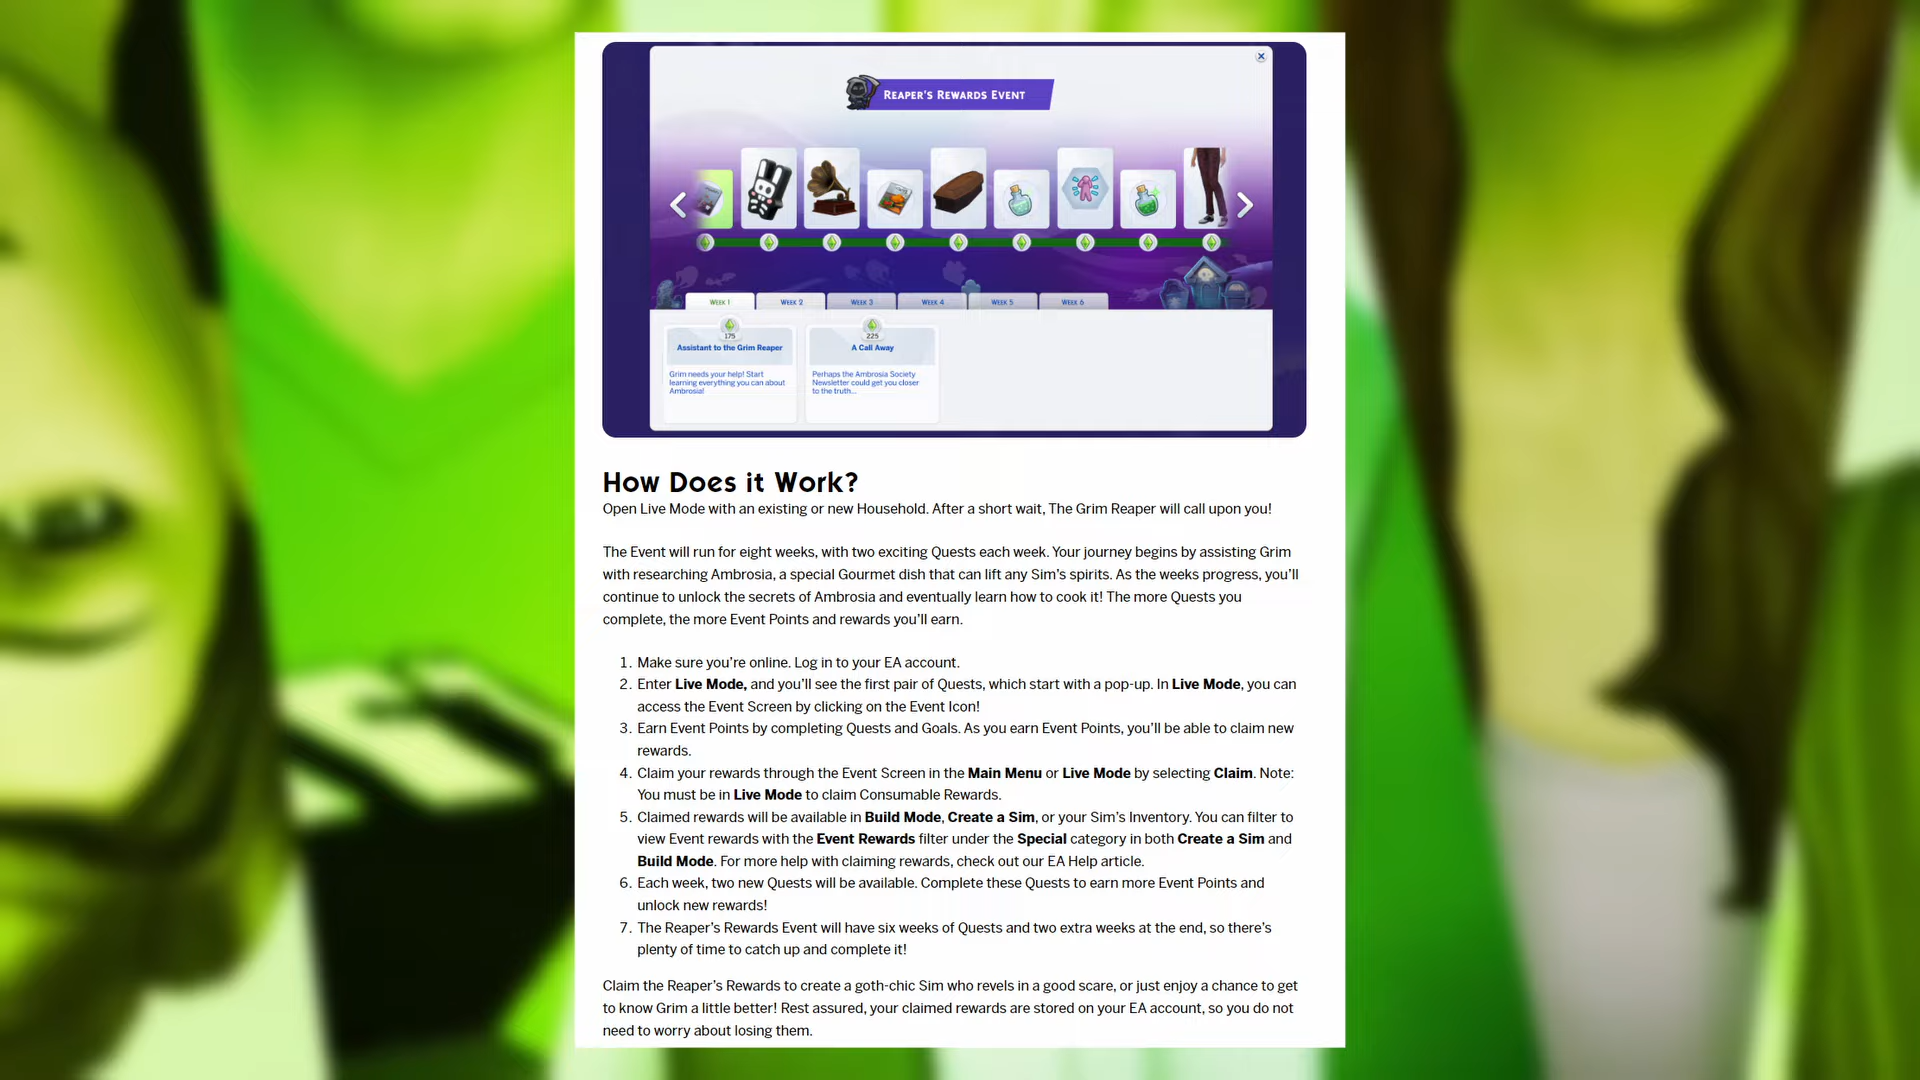 REAPER'S REWARDS EVENT
WEEK 1
WEEK 2
WEEK 3
WEEK 4
WEEK 5
WEEK 6
175
Assistant to the Grim Reaper
Grim needs your help! Start
learning everything you can about
Ambrosia!
225
A Call Away
Perhaps the Ambrosia Society
Newsletter could get you closer
to the truth...
How Does it Work?
Open Live Mode with an existing or new Household. After a short wait, The Grim Reaper will call upon you!
The Event will run for eight weeks, with two exciting Quests each week. Your journey begins by assisting Grim
with researching Ambrosia, a special Gourmet dish that can lift any Sim's spirits. As the weeks progress, you'll
continue to unlock the secrets of Ambrosia and eventually learn how to cook it! The more Quests you
complete, the more Event Points and rewards you'll earn.
1. Make sure you're online. Log in to your EA account.
2. Enter Live Mode, and you'll see the first pair of Quests, which start with a pop-up. In Live Mode, you can
access the Event Screen by clicking on the Event Icon!
3. Earn Event Points by completing Quests and Goals. As you earn Event Points, you'll be able to claim new
rewards.
4. Claim your rewards through the Event Screen in the Main Menu or Live Mode by selecting Claim. Note:
You must be in Live Mode to claim Consumable Rewards.
5. Claimed rewards will be available in Build Mode, Create a Sim, or your Sim's Inventory. You can filter to
view Event rewards with the Event Rewards filter under the Special category in both Create a Sim and
Build Mode. For more help with claiming rewards, check out our EA Help article.
6. Each week, two new Quests will be available. Complete these Quests to earn more Event Points and
unlock new rewards!
7. The Reaper's Rewards Event will have six weeks of Quests and two extra weeks at the end, so there's
plenty of time to catch up and complete it!
Claim the Reaper's Rewards to create a goth-chic Sim who revels in a good scare, or just enjoy a chance to get
to know Grim a little better! Rest assured, your claimed rewards are stored on your EA account, so you do not
need to worry about losing them.